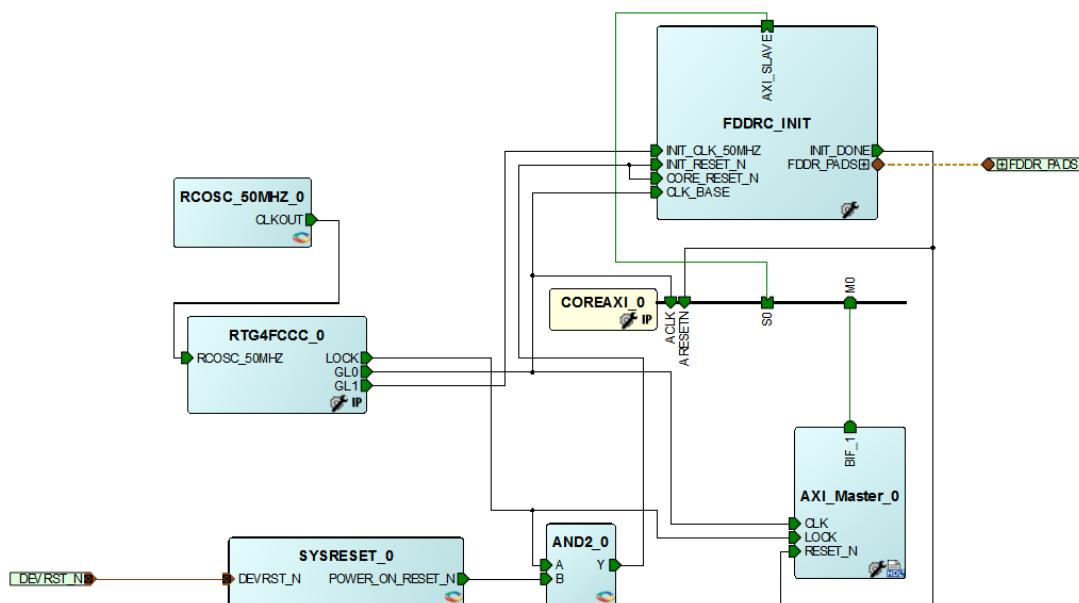 AXI_SLAVE
FDDRC_INIT
INIT_CLK_50MHZ
INIT_DONE
INIT_RESET_N
FDDR_PADS
FDDR_PADS
CORE_RESET_N
CLK_BASE
RCOSC_50MHZ_0
CLKOUT
COREAXI_0
IP
ACLK
ARESETN
S0
M0
RTG4FCCC_0
RCOSC_50MHZ
LOCK
GL0
GL1
IP
BIF_1
AXI_Master_0
CLK
LOCK
RESET_N
HDL
SYSRESET_0
DEVRST_N
DEVRST_N
POWER_ON_RESET_N
AND2_0
A
Y
B